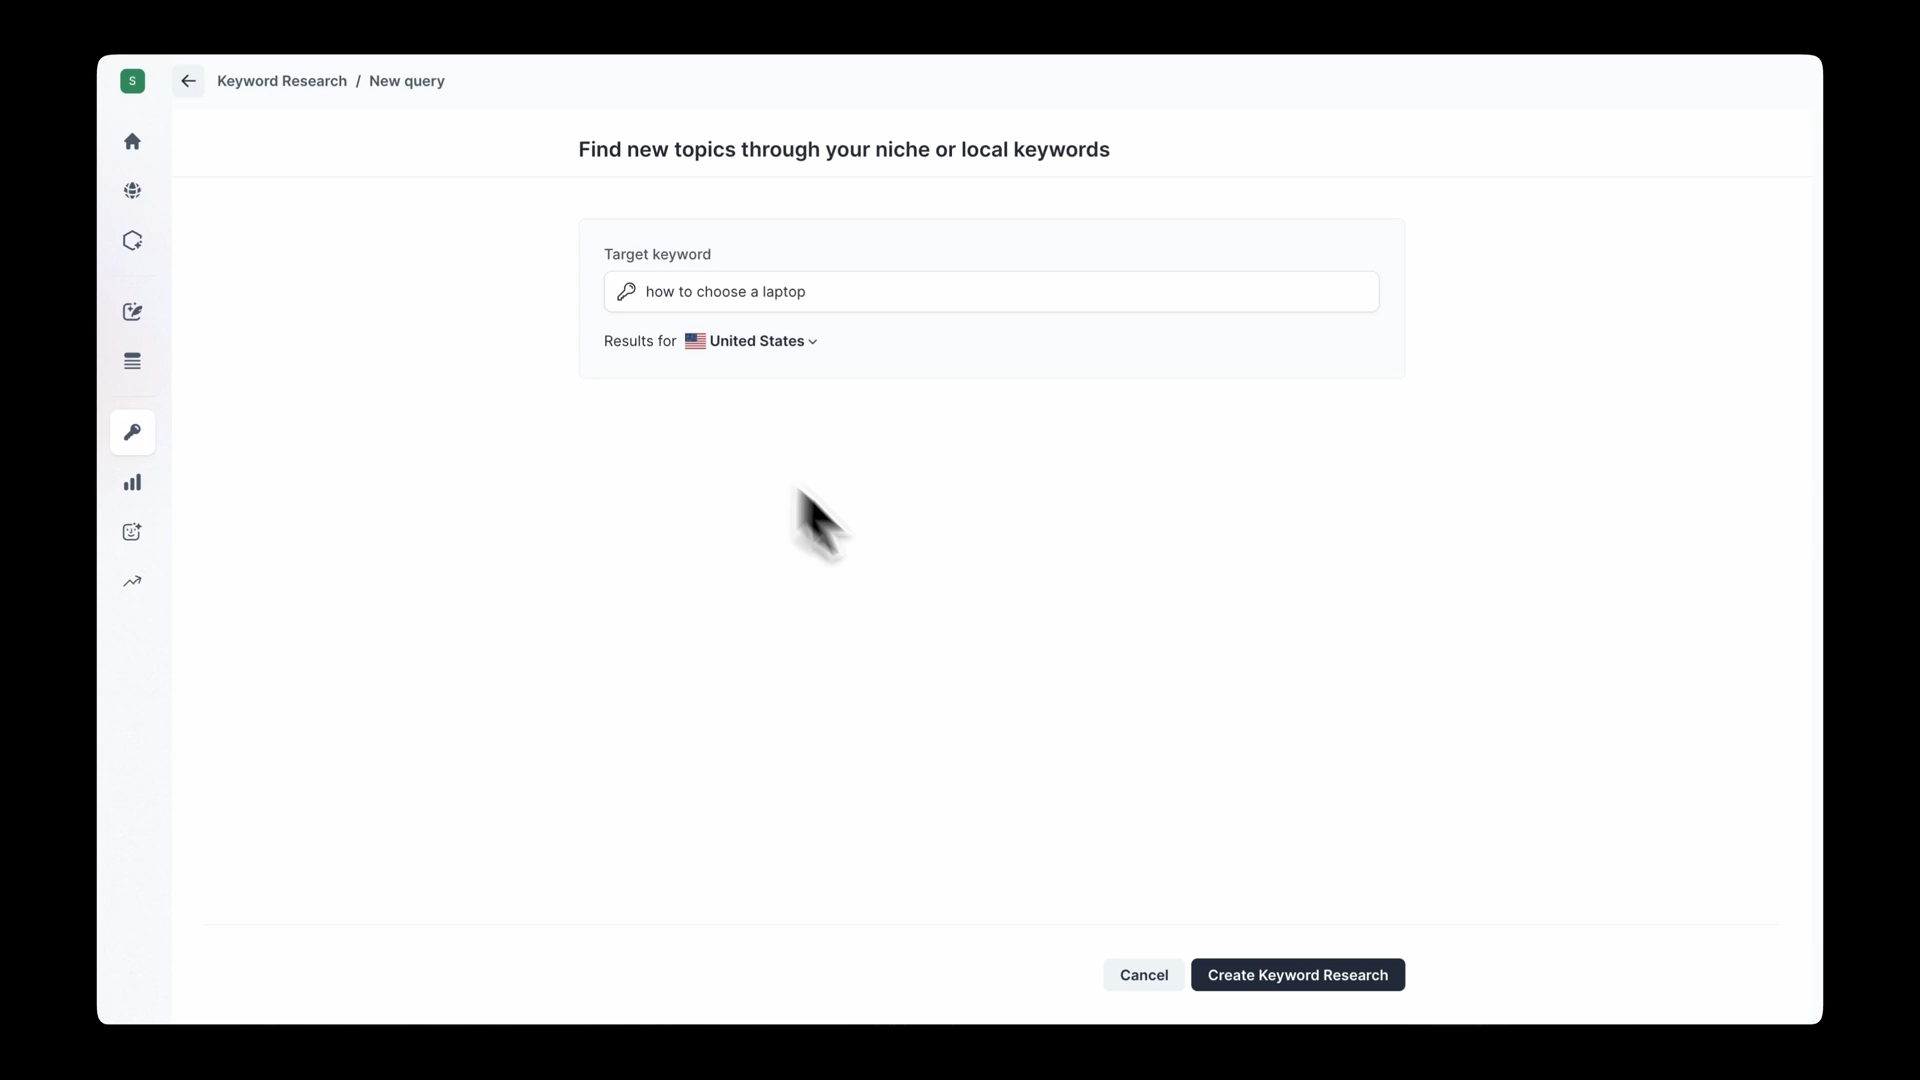 S
Keyword Research / New query
Find new topics through your niche or local keywords
Target keyword
how to choose a laptop
Results for United States
Cancel
Create Keyword Research